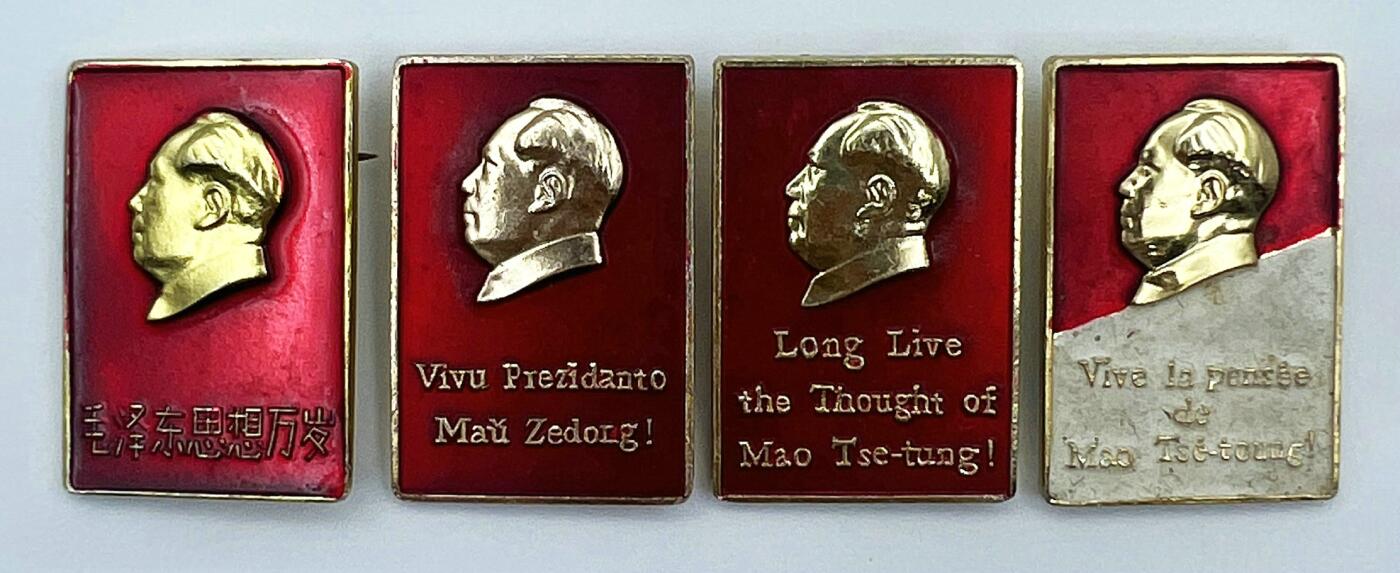 毛泽东思想万岁
Vivu Prezidanto
Maŭ Zedong!
Long Live
the Thought of
Mao Tse-tung!
Vive la pensée
de
Mao Tsé-toung!